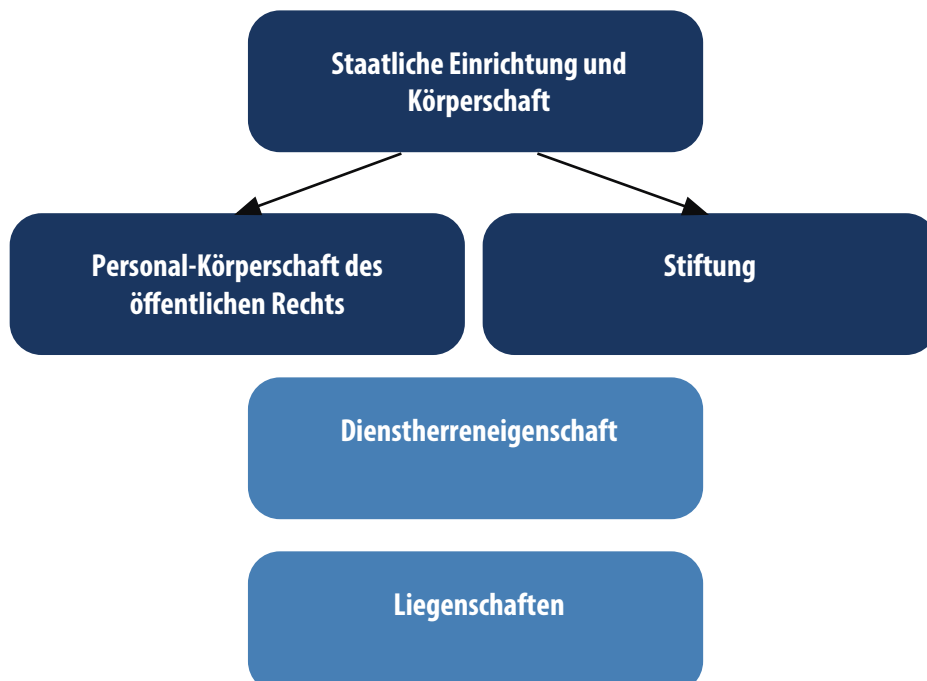 Staatliche Einrichtung und
Körperschaft
Personal-Körperschaft des
öffentlichen Rechts
Stiftung
Dienstherreneigenschaft
Liegenschaften